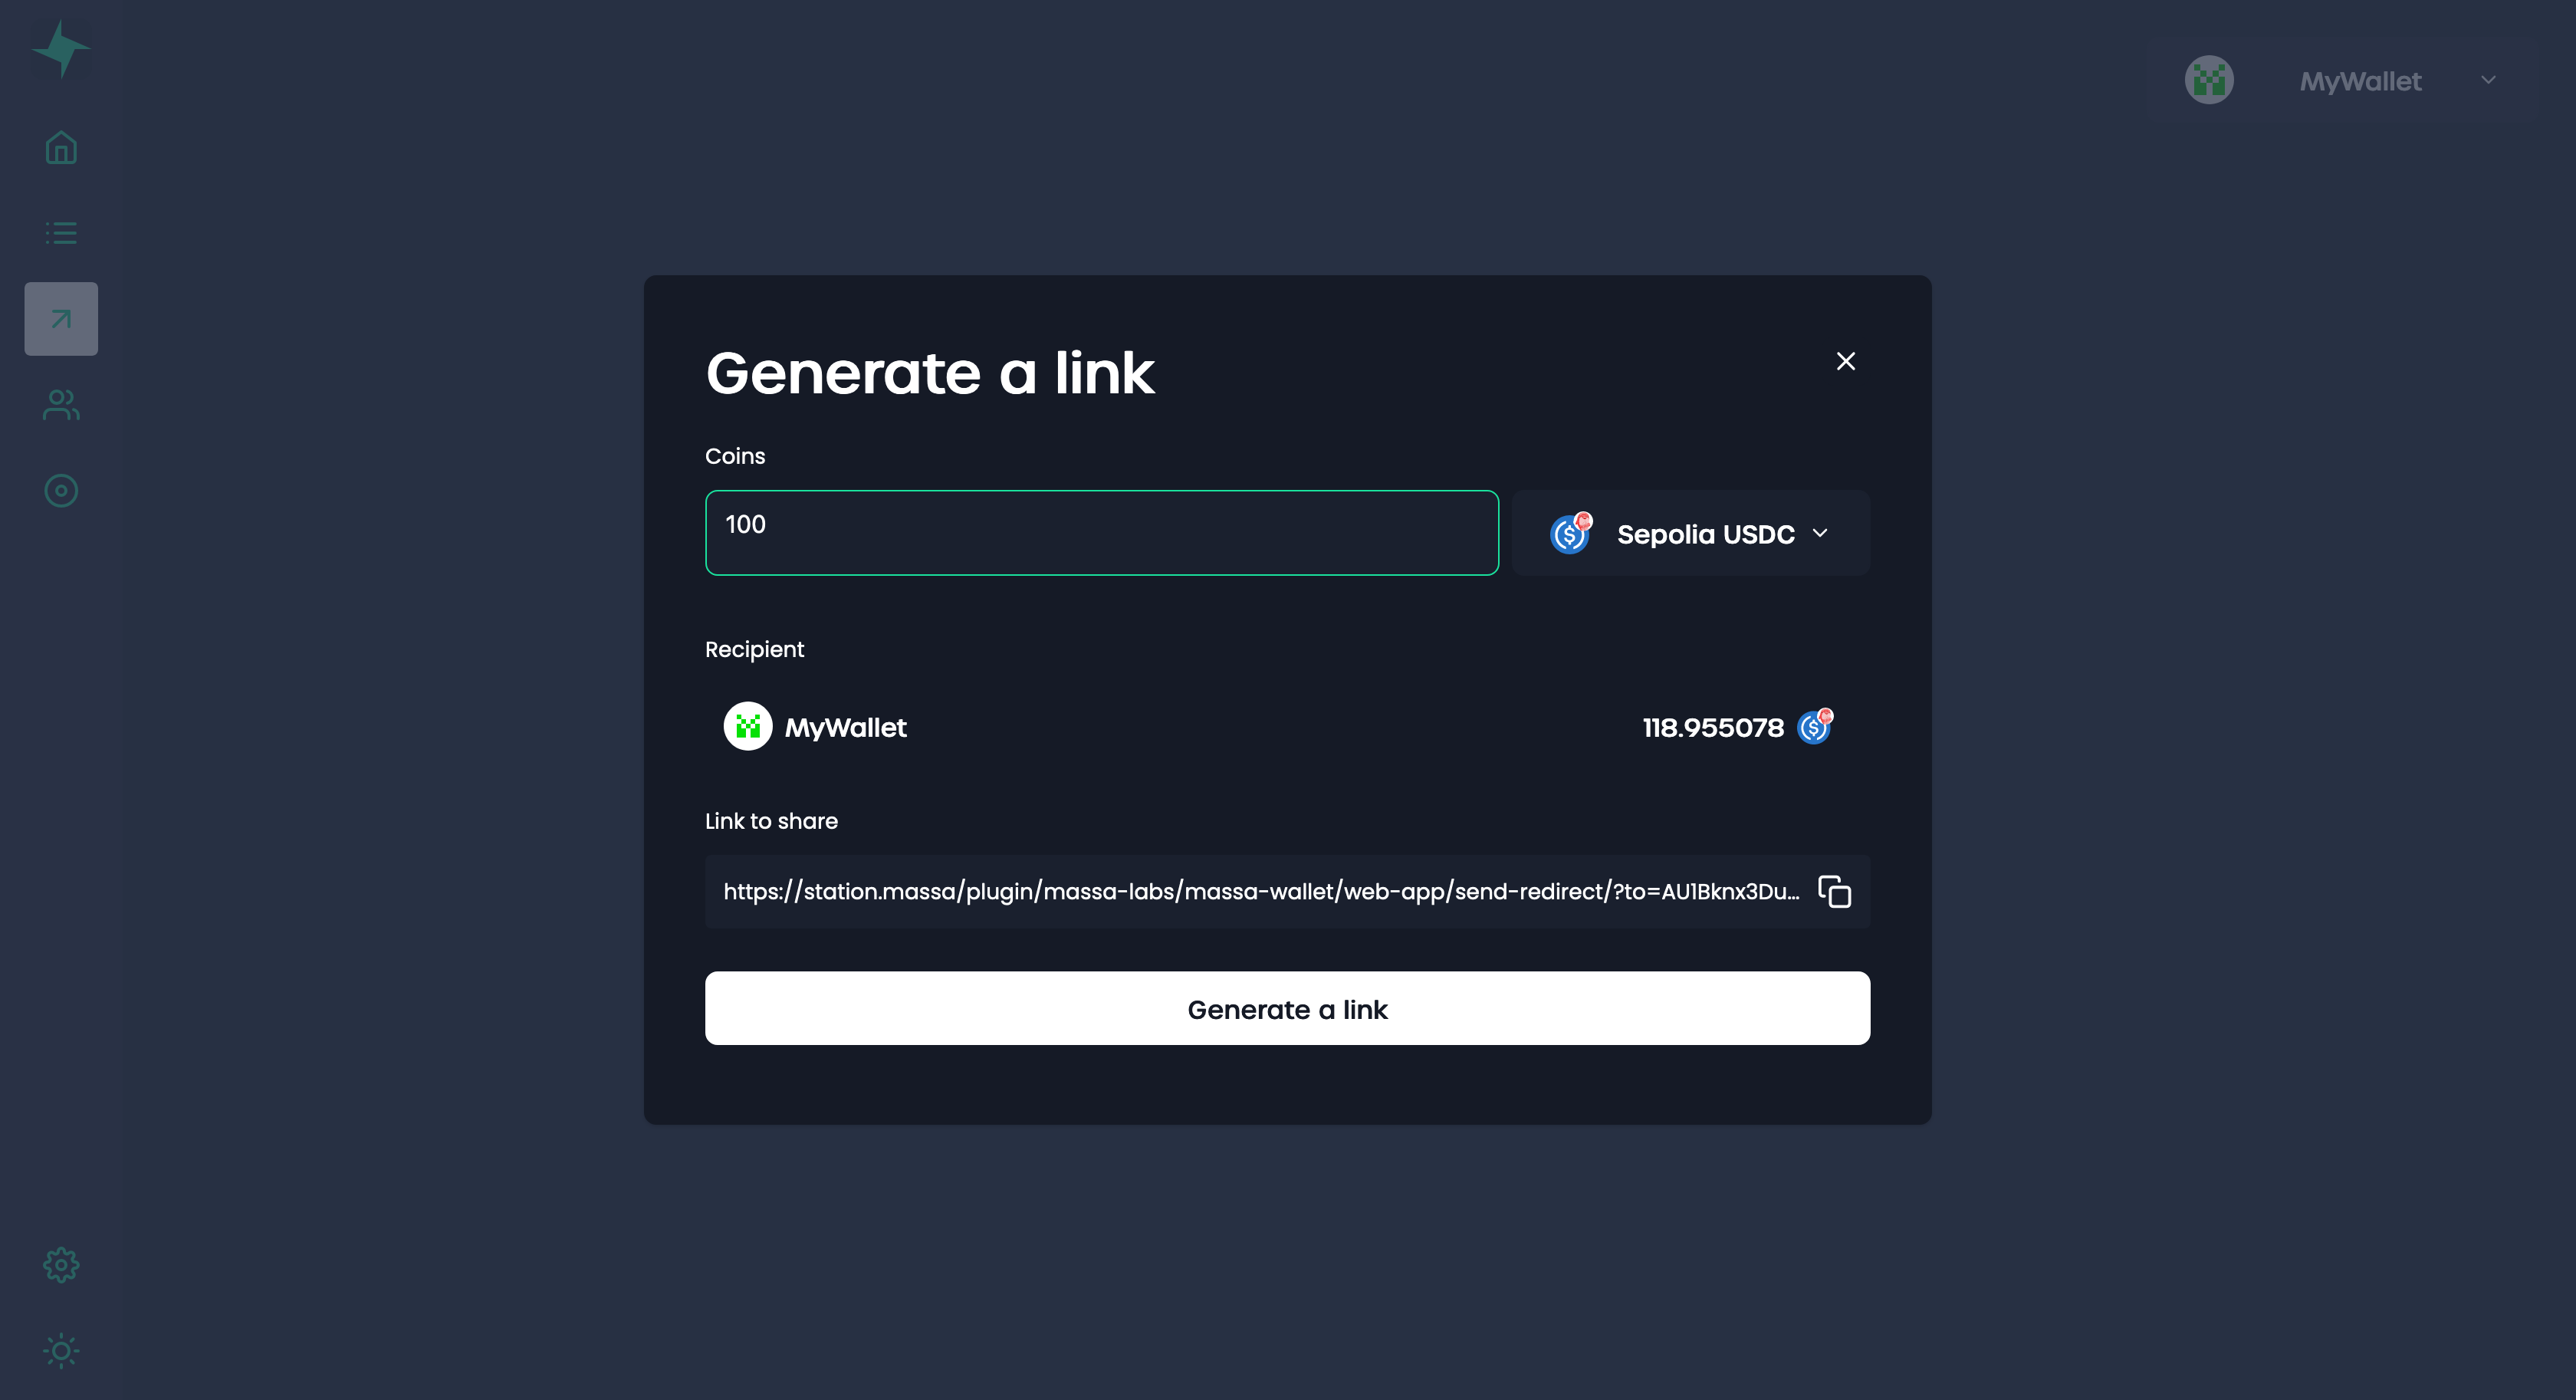 MyWallet
Generate a link
Coins
100
Sepolia USDC
Recipient
MyWallet
118.955078
Link to share
https://station.massa/plugin/massa-labs/massa-wallet/web-app/send-redirect/?to=AU1Bknx3Du...
Generate a link